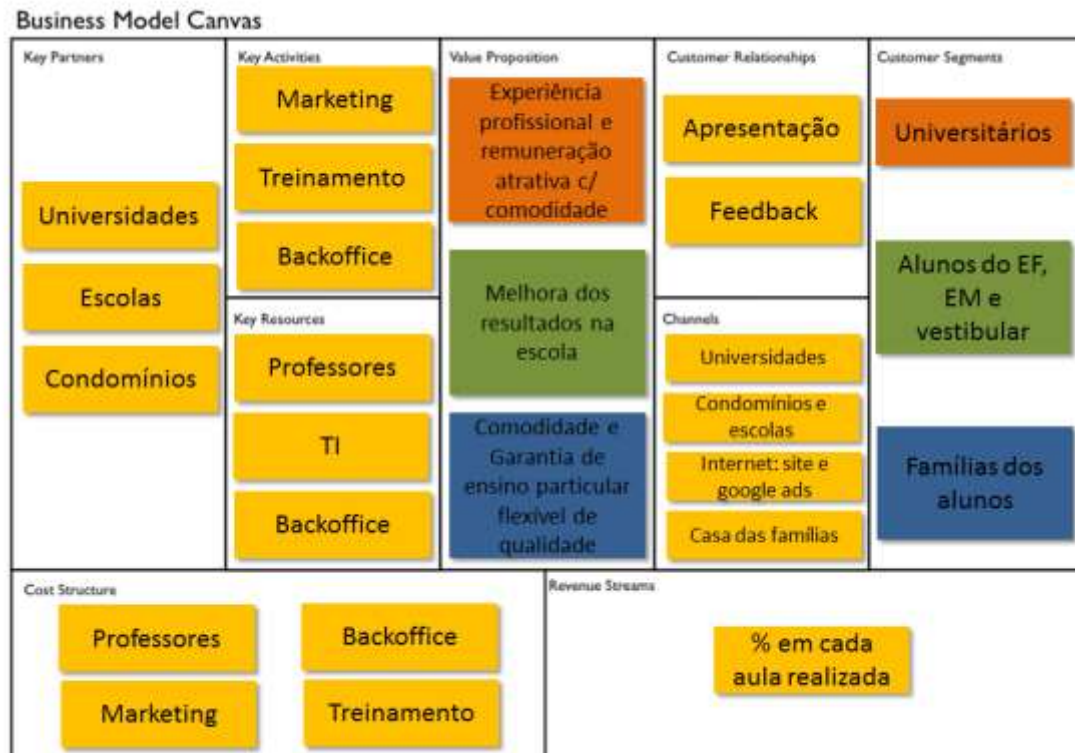 Business Model Canvas
Key Partners
Universidades
Escolas
Condomínios
Key Activities
Marketing
Treinamento
Backoffice
Key Resources
Professores
TI
Backoffice
Value Proposition
Experiência
profissional e
remuneração
atrativa c/
comodidade
Melhora dos
resultados na
escola
Comodidade e
Garantia de
ensino particular
flexível de
qualidade
Customer Relationships
Apresentação
Feedback
Channels
Universidades
Condomínios e
escolas
Internet: site e
google ads
Casa das famílias
Customer Segments
Universitários
Alunos do EF,
EM e
vestibular
Famílias dos
alunos
Cost Structure
Professores
Backoffice
Marketing
Treinamento
Revenue Streams
% em cada
aula realizada